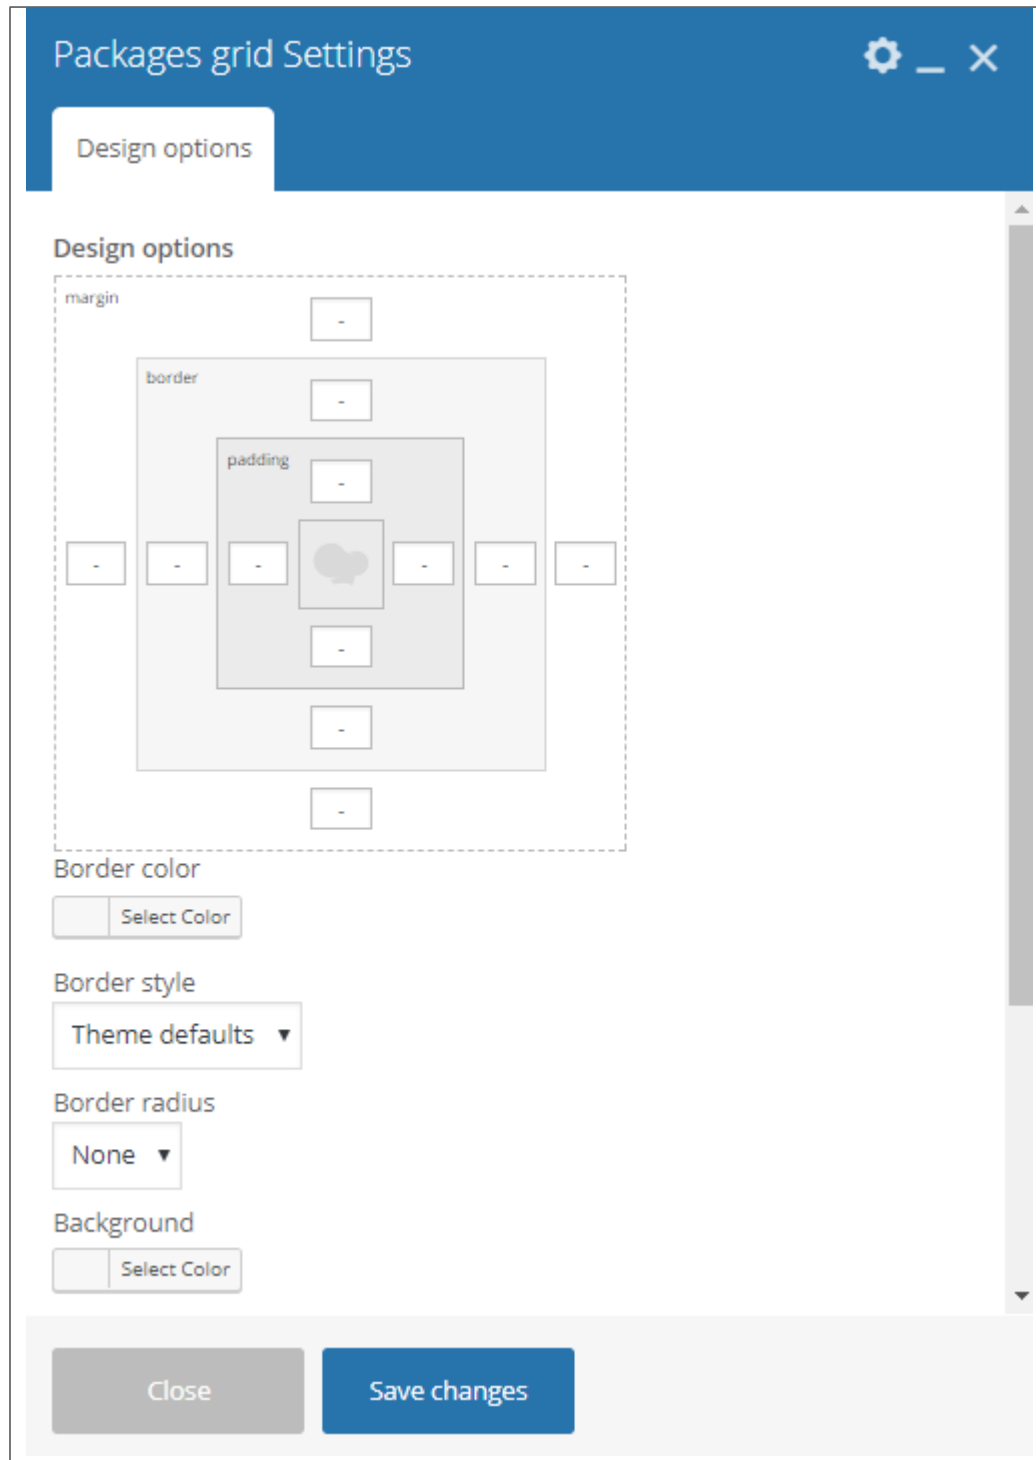 Packages grid Settings
Design options
Design options
margin
-
border
-
padding
-
- - - - - -
-
-
-
Border color
Select Color
Border style
Theme defaults
Border radius
None
Background
Select Color
Close Save changes